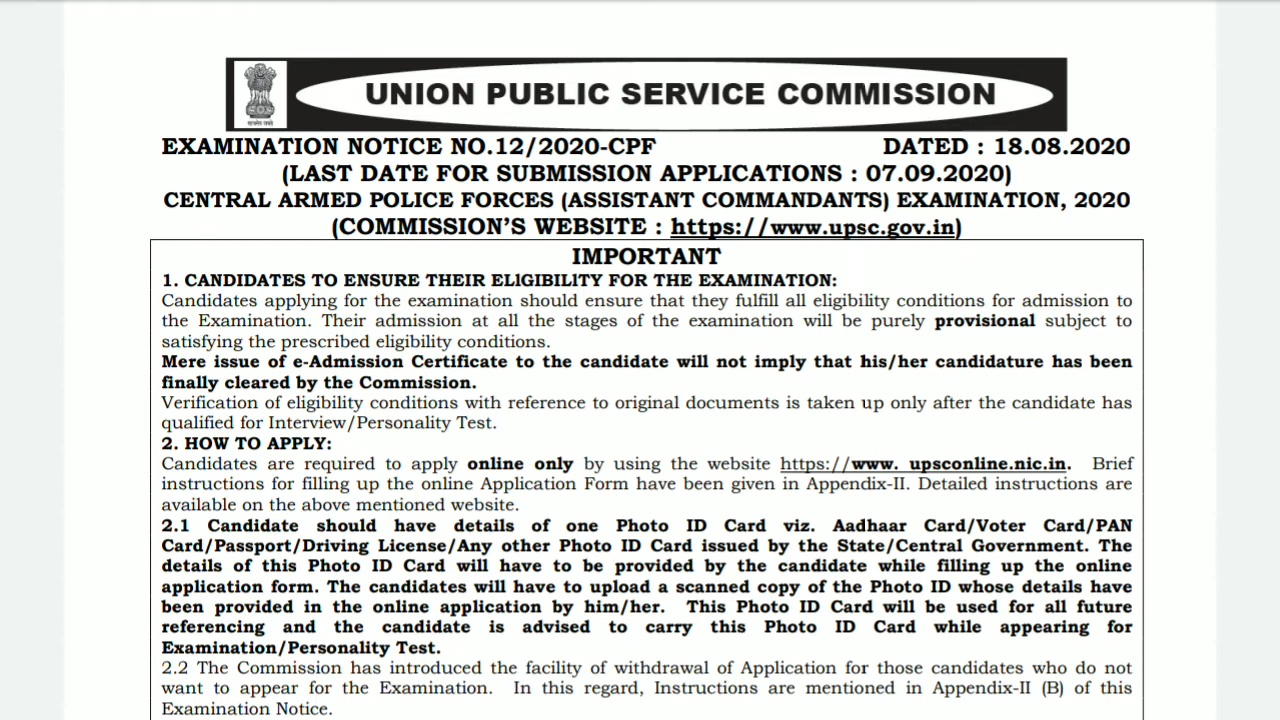 UNION PUBLIC SERVICE COMMISSION
EXAMINATION NOTICE NO.12/2020-CPF DATED : 18.08.2020
(LAST DATE FOR SUBMISSION APPLICATIONS : 07.09.2020)
CENTRAL ARMED POLICE FORCES (ASSISTANT COMMANDANTS) EXAMINATION, 2020
(COMMISSION’S WEBSITE : https://www.upsc.gov.in)
IMPORTANT
1. CANDIDATES TO ENSURE THEIR ELIGIBILITY FOR THE EXAMINATION:
Candidates applying for the examination should ensure that they fulfill all eligibility conditions for admission to
the Examination. Their admission at all the stages of the examination will be purely provisional subject to
satisfying the prescribed eligibility conditions.
Mere issue of e-Admission Certificate to the candidate will not imply that his/her candidature has been
finally cleared by the Commission.
Verification of eligibility conditions with reference to original documents is taken up only after the candidate has
qualified for Interview/Personality Test.
2. HOW TO APPLY:
Candidates are required to apply online only by using the website https://www. upsconline.nic.in. Brief
instructions for filling up the online Application Form have been given in Appendix-II. Detailed instructions are
available on the above mentioned website.
2.1 Candidate should have details of one Photo ID Card viz. Aadhaar Card/Voter Card/PAN
Card/Passport/Driving License/Any other Photo ID Card issued by the State/Central Government. The
details of this Photo ID Card will have to be provided by the candidate while filling up the online
application form. The candidates will have to upload a scanned copy of the Photo ID whose details have
been provided in the online application by him/her. This Photo ID Card will be used for all future
referencing and the candidate is advised to carry this Photo ID Card while appearing for
Examination/Personality Test.
2.2 The Commission has introduced the facility of withdrawal of Application for those candidates who do not
want to appear for the Examination. In this regard, Instructions are mentioned in Appendix-II (B) of this
Examination Notice.